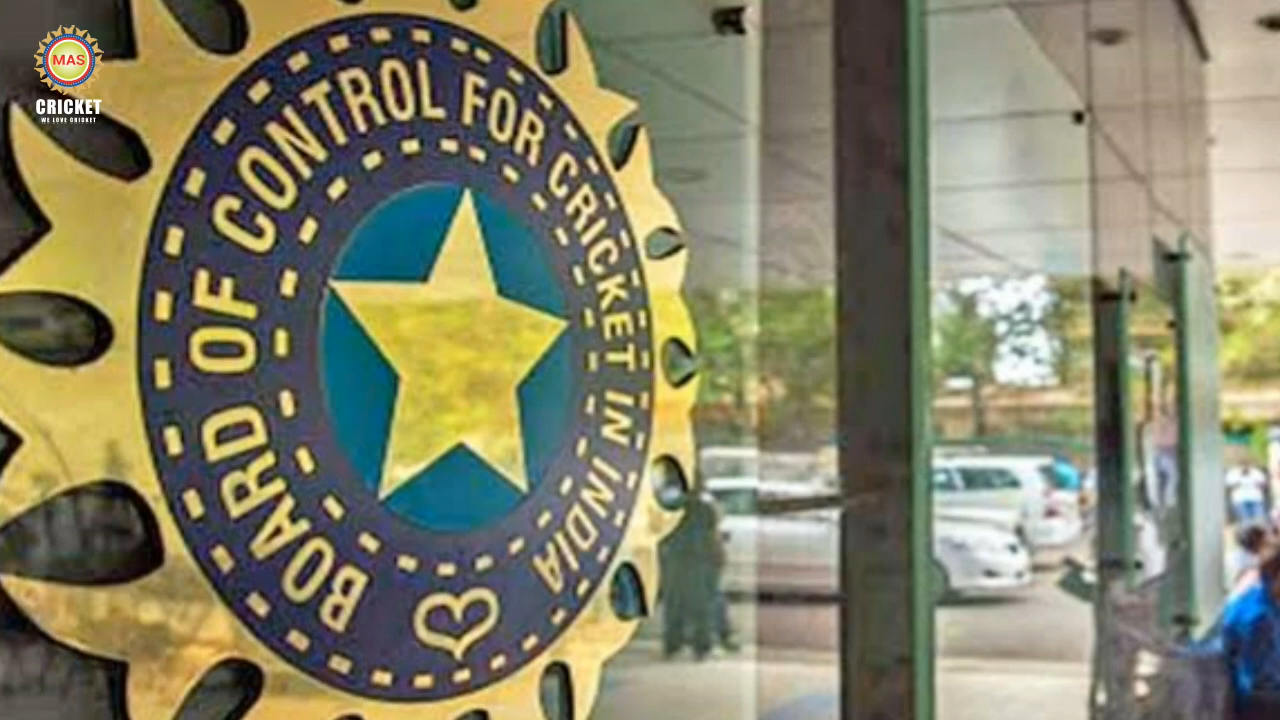 MAS
CRICKET
WE LOVE CRICKET
BOARD OF CONTROL FOR CRICKET IN INDIA